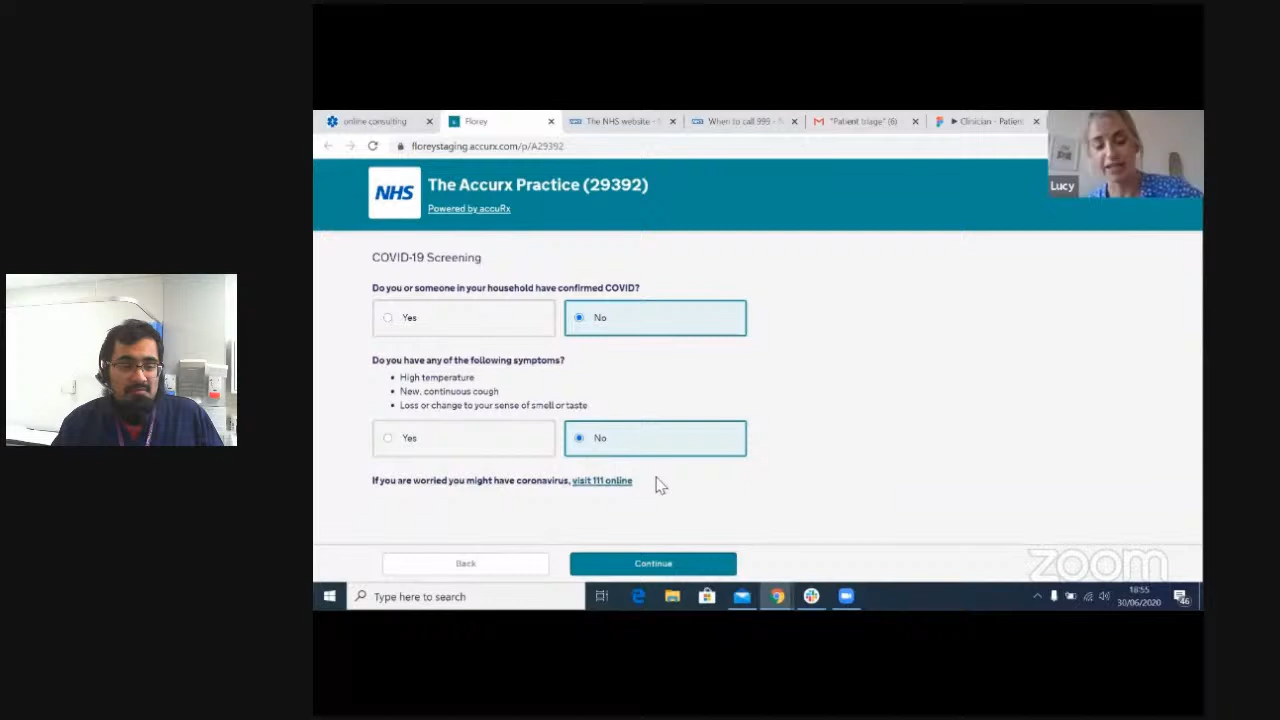 online consulting
Florey
The NHS website -
When to call 999 -
"Patient triage" (6)
Clinician - Patien
floreystaging.accurx.com/p/A29392
NHS
The Accurx Practice (29392)
Powered by accuRx
Lucy
COVID-19 Screening
Do you or someone in your household have confirmed COVID?
Yes
No
Do you have any of the following symptoms?
• High temperature
• New, continuous cough
• Loss or change to your sense of smell or taste
Yes
No
If you are worried you might have coronavirus, visit 111 online
Back
Continue
zoom
Type here to search
18:55
30/06/2020
46